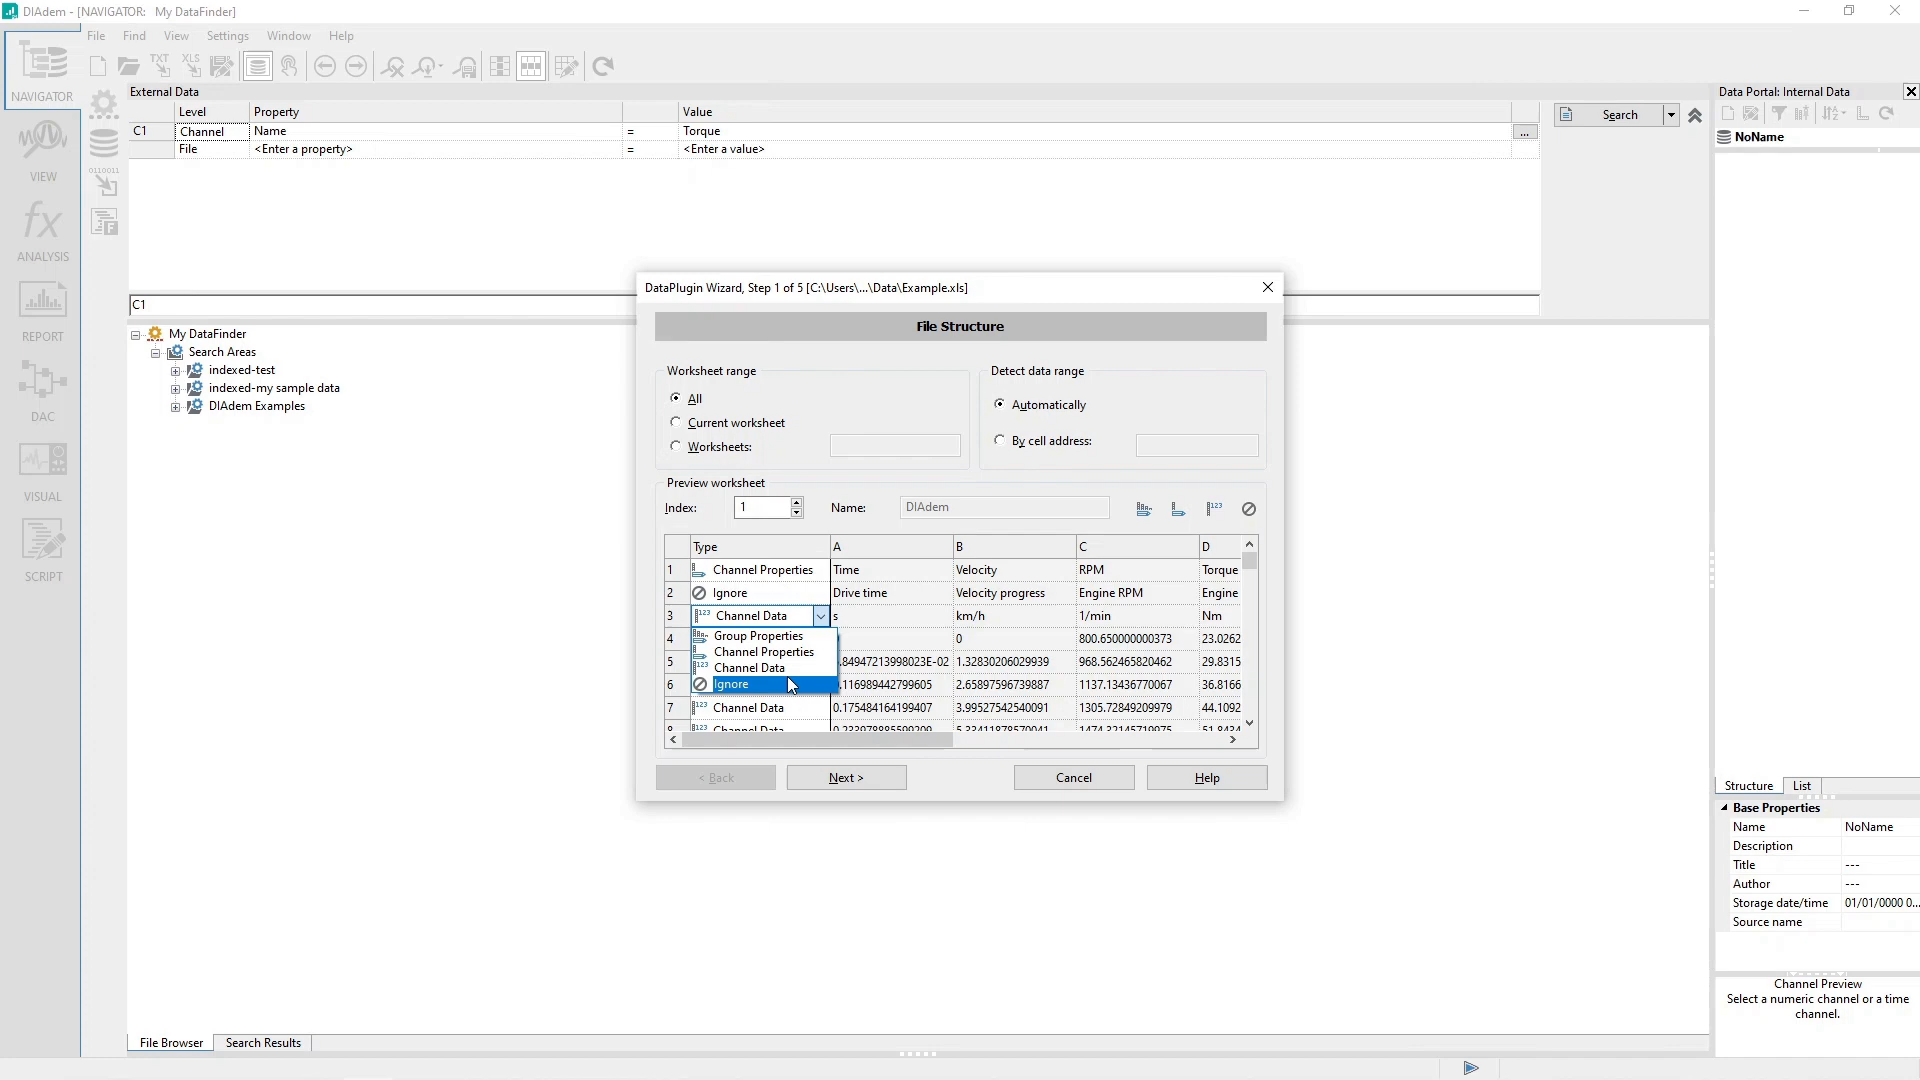 DIAdem - [NAVIGATOR: My DataFinder]
File Find View Settings Window Help
TXT XLS
NAVIGATOR
VIEW
fx
ANALYSIS
REPORT
DAC
VISUAL
SCRIPT
0110011
External Data
Level Property Value
C1 Channel Name = Torque ...
File <Enter a property> = <Enter a value>
Search
C1
My DataFinder
Search Areas
indexed-test
indexed-my sample data
DIAdem Examples
File Browser Search Results
DataPlugin Wizard, Step 1 of 5 [C:\Users\...\Data\Example.xls]
File Structure
Worksheet range
All
Current worksheet
Worksheets:
Detect data range
Automatically
By cell address:
Preview worksheet
Index: 1 Name: DIAdem
Type A B C D
1 Channel Properties Time Velocity RPM Torque
2 Ignore Drive time Velocity progress Engine RPM Engine
3 Channel Data s km/h 1/min Nm
4 0 800.650000000373 23.0262
5 .84947213998023E-02 1.32830206029939 968.562465820462 29.8315
6 .116989442799605 2.65897596739887 1137.13436770067 36.8166
7 Channel Data 0.175484164199407 3.99527542540091 1305.72849209979 44.1092
Group Properties
Channel Properties
Channel Data
Ignore
< Back Next > Cancel Help
Data Portal: Internal Data
NoName
Structure List
Base Properties
Name NoName
Description
Title ---
Author ---
Storage date/time 01/01/0000 0...
Source name
Channel Preview
Select a numeric channel or a time
channel.